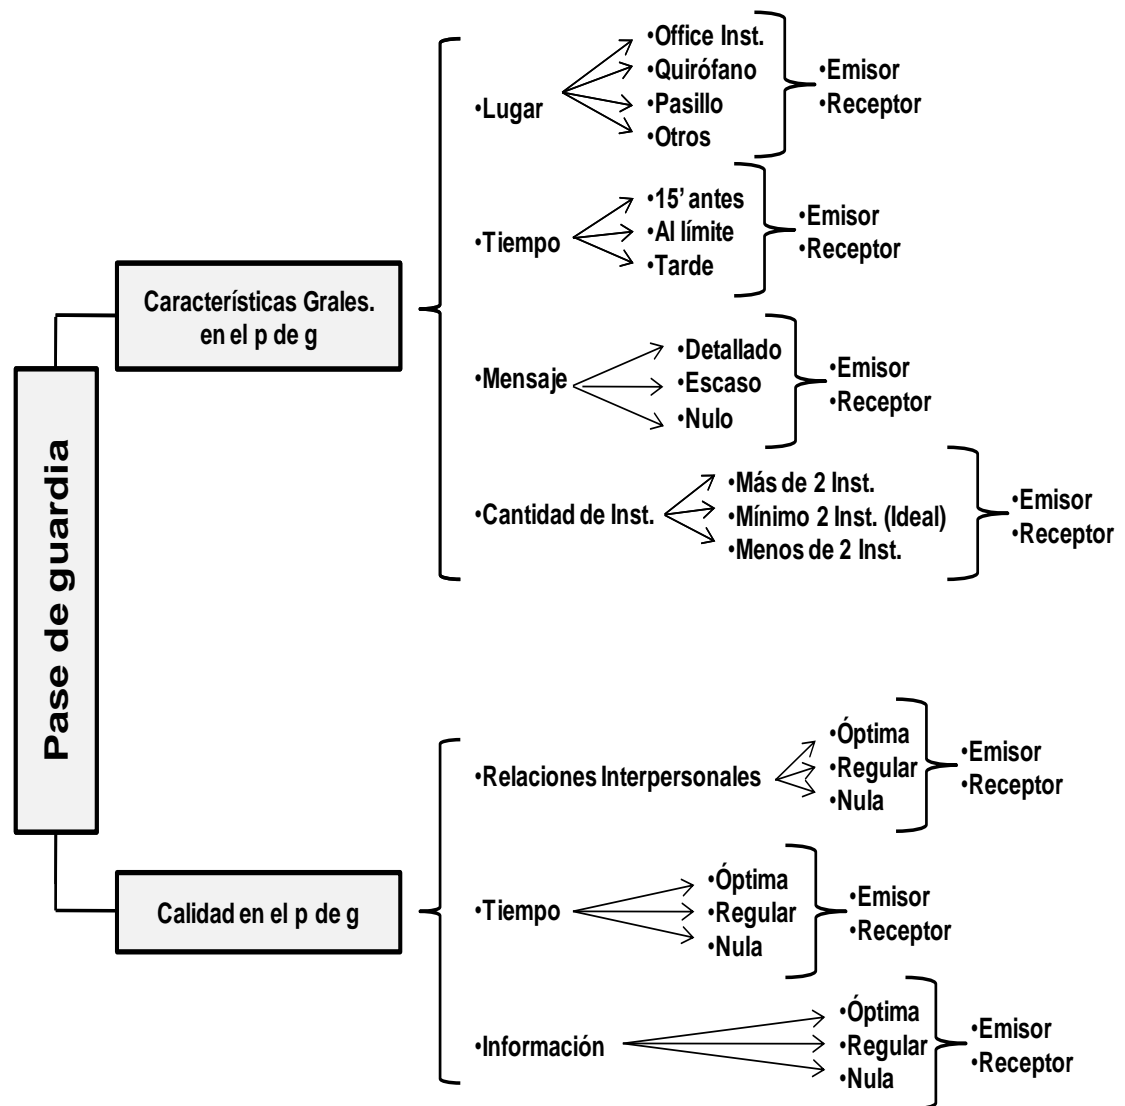 Pase de guardia
Característícas Grales.
en el p de g
•Lugar
•Office Inst.
•Quirófano
•Pasillo
•Otros
•Emisor
•Receptor
•Tiempo
•15’ antes
•Al límite
•Tarde
•Emisor
•Receptor
•Mensaje
•Detallado
•Escaso
•Nulo
•Emisor
•Receptor
•Cantidad de Inst.
•Más de 2 Inst.
•Mínimo 2 Inst. (Ideal)
•Menos de 2 Inst.
•Emisor
•Receptor
Calidad en el p de g
•Relaciones Interpersonales
•Óptima
•Regular
•Nula
•Emisor
•Receptor
•Tiempo
•Óptima
•Regular
•Nula
•Emisor
•Receptor
•Información
•Óptima
•Regular
•Nula
•Emisor
•Receptor